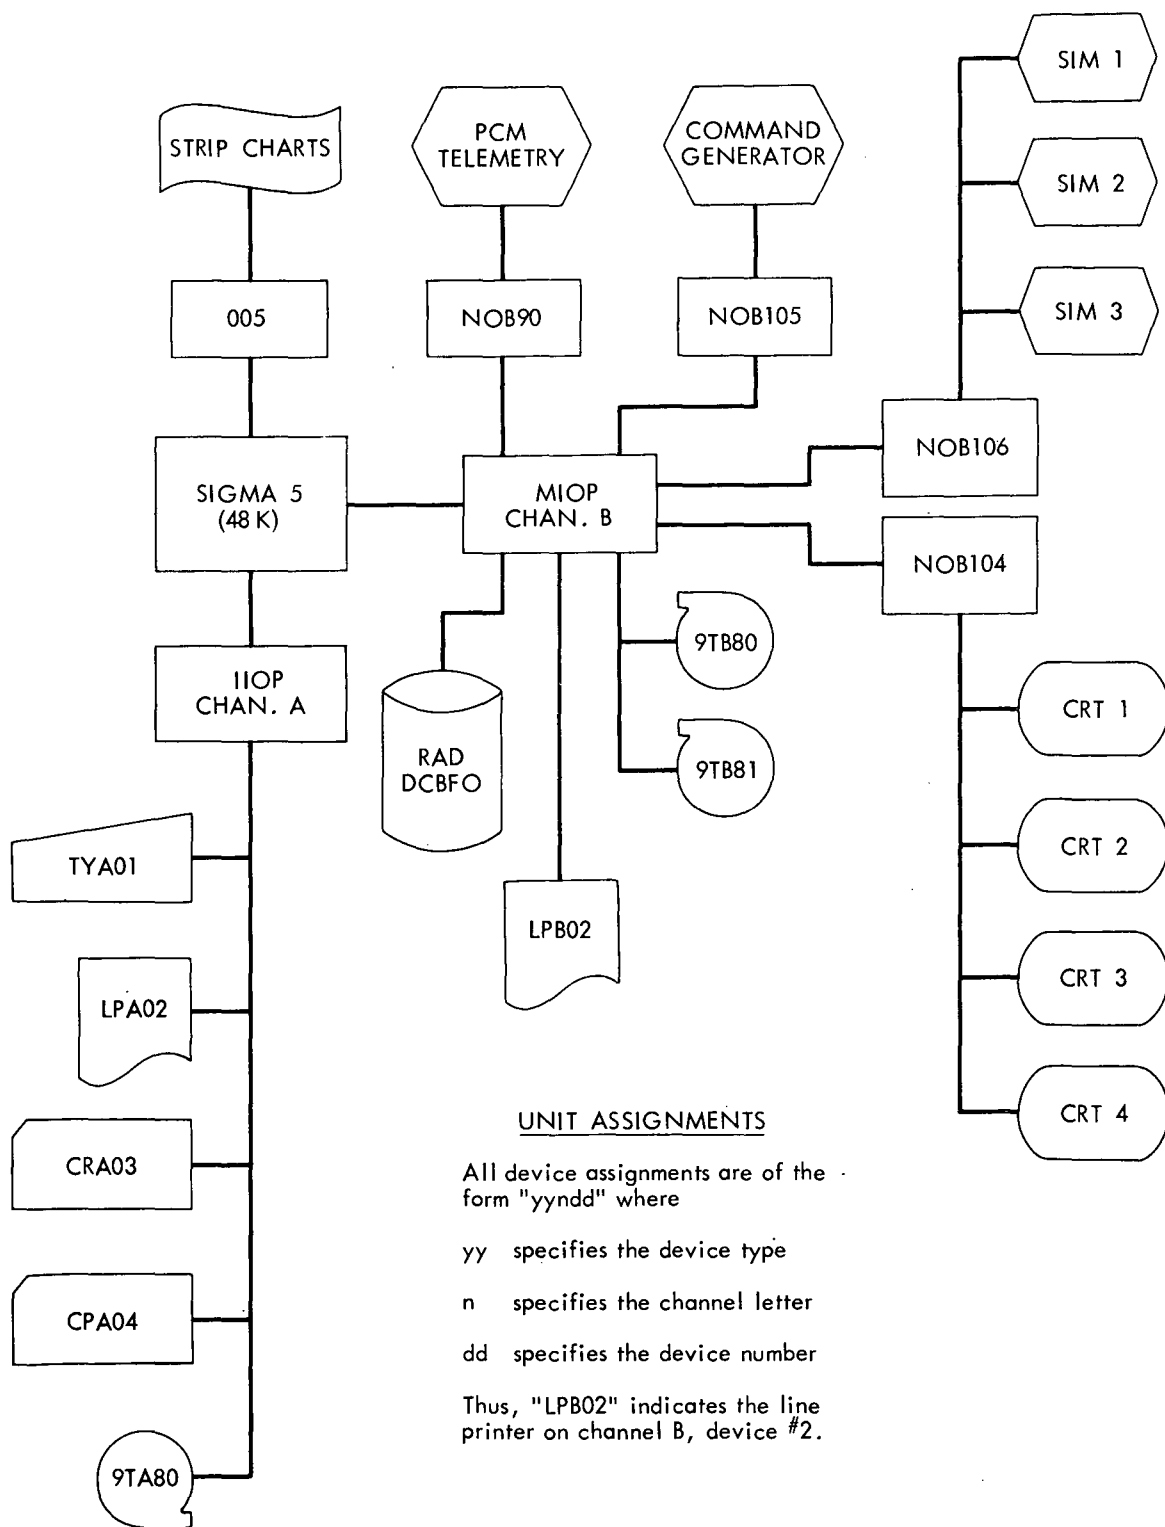 SIM 1
PCM
TELEMETRY
COMMAND
GENERATOR
STRIP CHARTS
SIM 2
SIM 3
005
NOB90
NOB105
NOB106
SIGMA 5
(48 K)
MIOP
CHAN. B
NOB104
9TB80
IIOP
CHAN. A
CRT 1
RAD
DCBFO
9TB81
TYA01
CRT 2
LPB02
CRT 3
LPA02
CRT 4
UNIT ASSIGNMENTS
CRA03
All device assignments are of the
form "yyndd" where
yy specifies the device type
n specifies the channel letter
CPA04
dd specifies the device number
Thus, "LPB02" indicates the line
printer on channel B, device #2.
9TA80